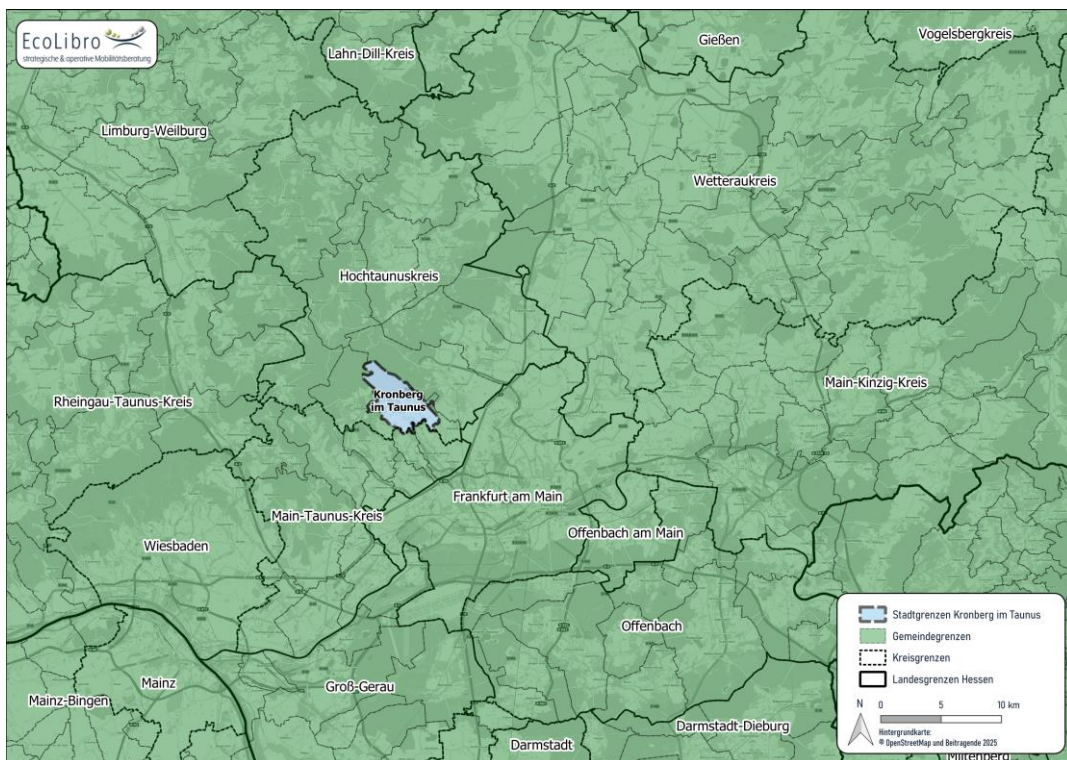 EcoLibro
strategische & operative Mobilitätsberatung
Lahn-Dill-Kreis
Gießen
Vogelsbergkreis
Limburg-Weilburg
Wetteraukreis
Hochtaunuskreis
Rheingau-Taunus-Kreis
Kronberg
im Taunus
Main-Kinzig-Kreis
Frankfurt am Main
Main-Taunus-Kreis
Offenbach am Main
Wiesbaden
Offenbach
Mainz
Groß-Gerau
Mainz-Bingen
Darmstadt-Dieburg
Darmstadt
Miltenberg
Stadtgrenzen Kronberg im Taunus
Gemeindegrenzen
Kreisgrenzen
Landesgrenzen Hessen
N
0 5 10 km
Hintergrundkarte:
© OpenStreetMap und Beitragende 2025